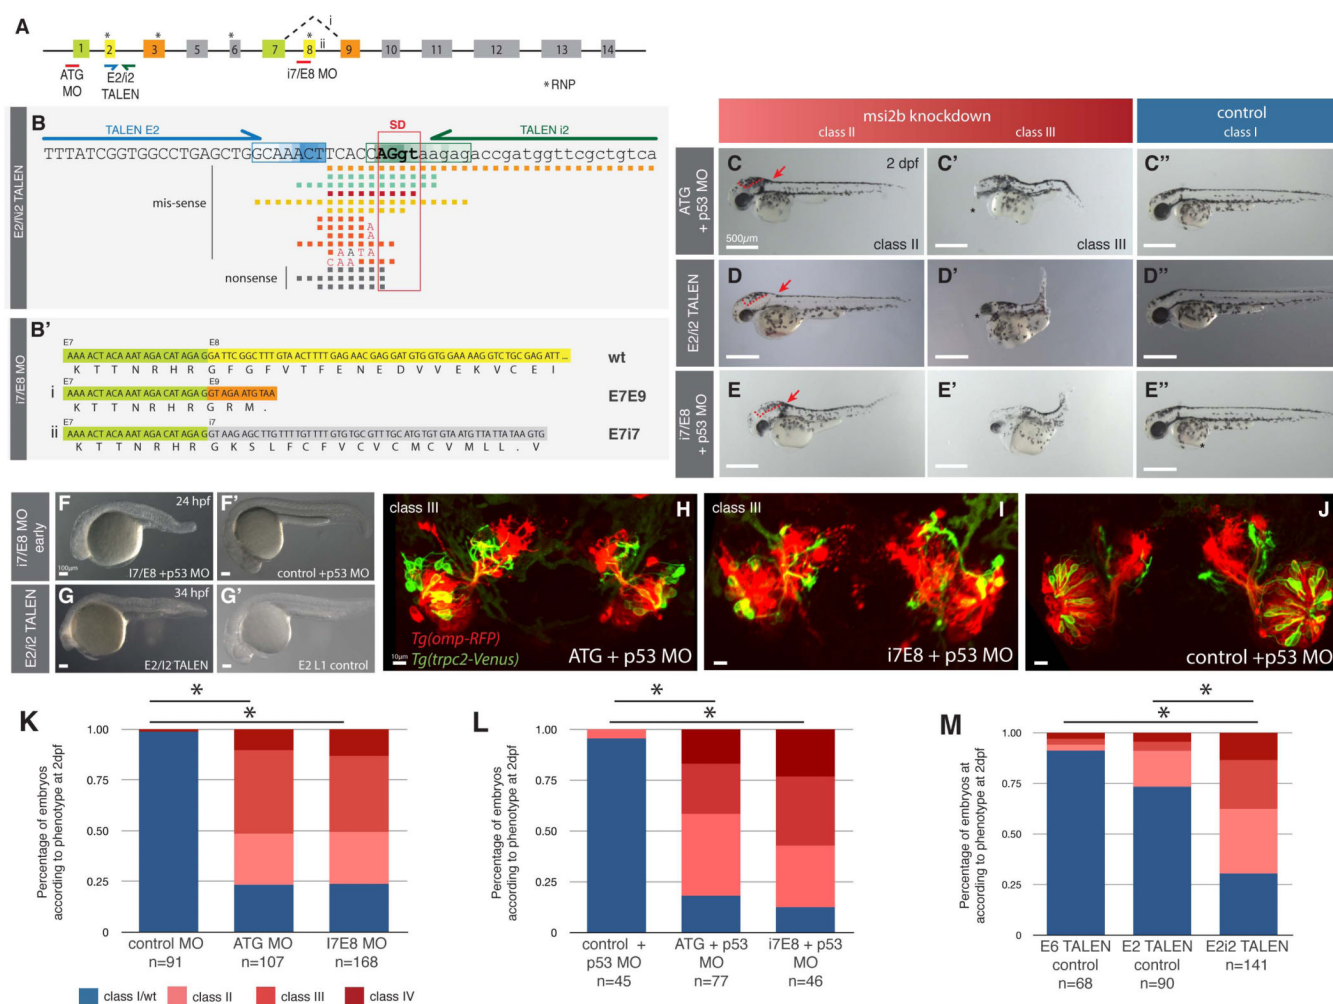 A
i
ii
* * * *
1 2 3 5 6 7 8 9 10 11 12 13 14
ATG
MO
E2/i2
TALEN
i7/E8 MO
*RNP
B
E2/IN2 TALEN
TALEN E2
SD
TALEN i2
TTTATCGGTGGCCTGAGCTGGCAAACTTCACCAGgtaagagaccgatggttcgctgtca
mis-sense
A
A
AATA
CAA
nonsense
B'
i7/E8 MO
E7 E8
AAA ACT ACA AAT AGA CAT AGA G GATTC GGC TTT GTA ACT TTT GAG AAC GAG GAT GTG GTG GAA AAG GTC TGC GAG ATT ...
wt
K T T N R H R G F G F V T F E N E D V V E K V C E I
i
E7 E9
AAA ACT ACA AAT AGA CAT AGA G GT AGA ATG TAA
E7E9
K T T N R H R G R M .
ii
E7 i7
AAA ACT ACA AAT AGA CAT AGA G GT AAG AGC TTG TTT TGT TTT GTG TGC GTT TGC ATG TGT GTA ATG TTA TTA TAA GTG
E7i7
K T T N R H R G K S L F C F V C V C M C V M L L . V
msi2b knockdown
class II class III
control
class I
ATG MO
+ p53 MO
C
2 dpf
500µm
class II
C'
*
class III
C''
E2/i2 TALEN
D
D'
*
D''
i7/E8 MO
+ p53 MO
E
E'
E''
*
i7/E8 MO
early
F
24 hpf
100µm
I7/E8 +p53 MO
F'
control +p53 MO
E2/i2 TALEN
G
34 hpf
E2/I2 TALEN
G'
E2 L1 control
class III
H
Tg(omp-RFP)
Tg(trpc2-Venus)
10µm
ATG + p53 MO
class III
I
i7E8 + p53 MO
J
control +p53 MO
K
*
*
Percentage of embryos
according to phenotype at 2dpf
1.00
0.75
0.50
0.25
0
control MO
n=91
ATG MO
n=107
I7E8 MO
n=168
L
*
*
Percentage of embryos
according to phenotype at 2dpf
1.00
0.75
0.50
0.25
0
control +
p53 MO
n=45
ATG + p53
MO
n=77
i7E8 + p53
MO
n=46
M
*
*
Percentage of embryos at
according to phenotype at 2dpf
1.00
0.75
0.50
0.25
0
E6 TALEN
control
n=68
E2 TALEN
control
n=90
E2i2 TALEN
n=141
class I/wt class II class III class IV